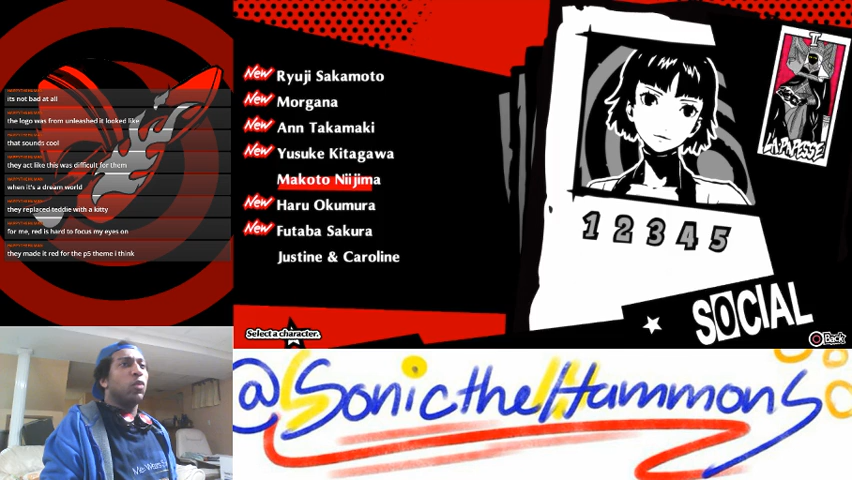 its not bad at all
the logo was from unleashed it looked like
that sounds cool
they act like this was difficult for them
when it's a dream world
they replaced teddie with a kitty
for me, red is hard to focus my eyes on
they made it red for the p5 theme i think
New Ryuji Sakamoto
New Morgana
New Ann Takamaki
New Yusuke Kitagawa
Makoto Niijima
New Haru Okumura
New Futaba Sakura
Justine & Caroline
Select a character.
II
LA PAPESSE
1 2 3 4 5
SOCIAL
Back
@SonictheHammons